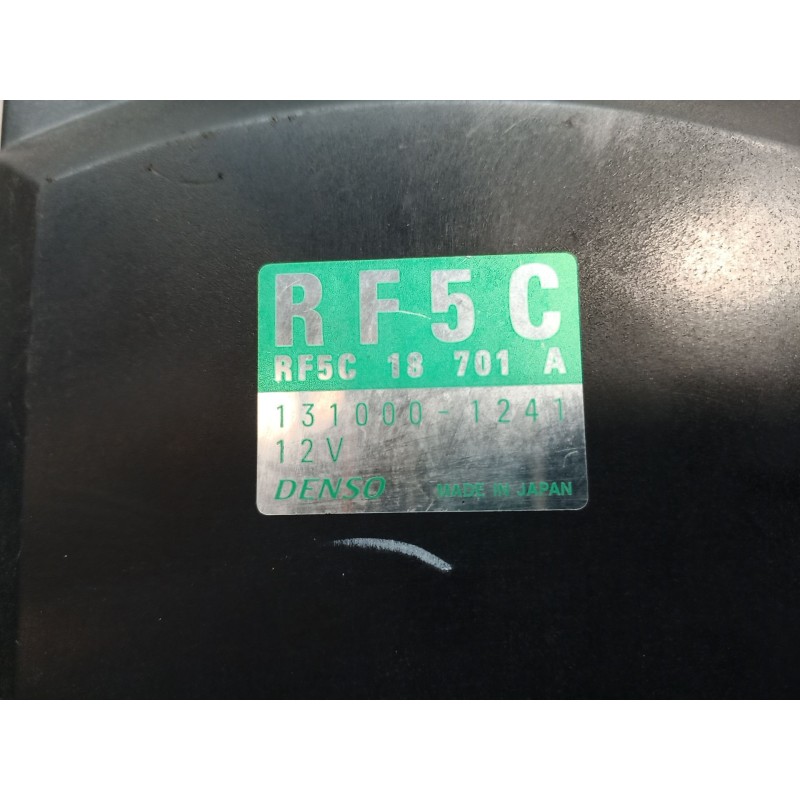 RF5C
RF5C 18 701 A
131000-1241
12V
DENSO MADE IN JAPAN